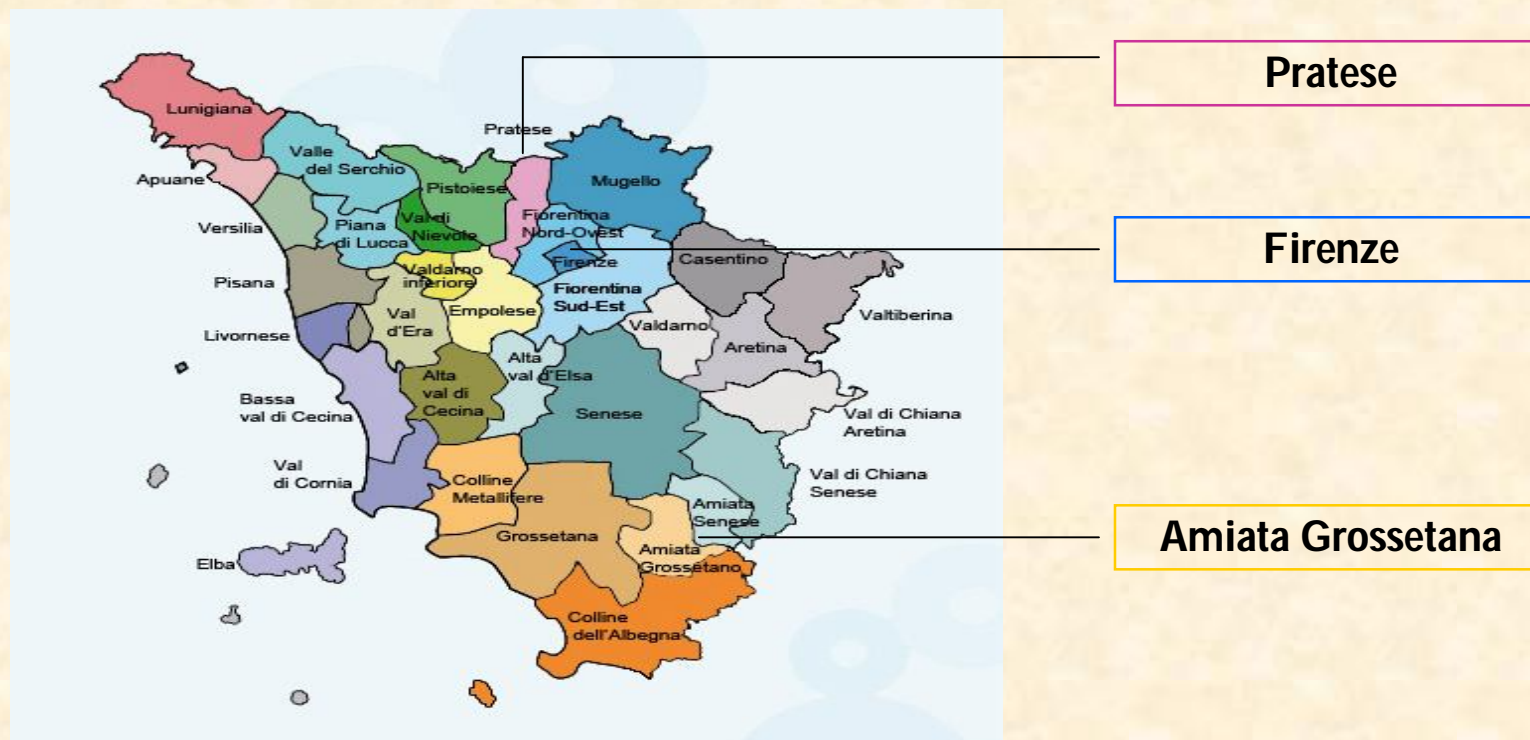 Lunigiana
Pratese
Valle
del Serchio
Apuane
Pistoiese
Mugello
Versilia
Piana
di Lucca
Val di
Nievole
Fiorentina
Nord-Ovest
Firenze
Casentino
Pisana
Valdarno
inferiore
Empolese
Fiorentina
Sud-Est
Valtiberina
Livornese
Val
d'Era
Valdarno
Aretina
Alta
val d'Elsa
Bassa
val di Cecina
Alta
val di
Cecina
Senese
Val di Chiana
Aretina
Val
di Cornia
Colline
Metallifere
Val di Chiana
Senese
Amiata
Senese
Grossetana
Amiata
Grossetano
Elba
Colline
dell'Albegna
Pratese
Firenze
Amiata Grossetana